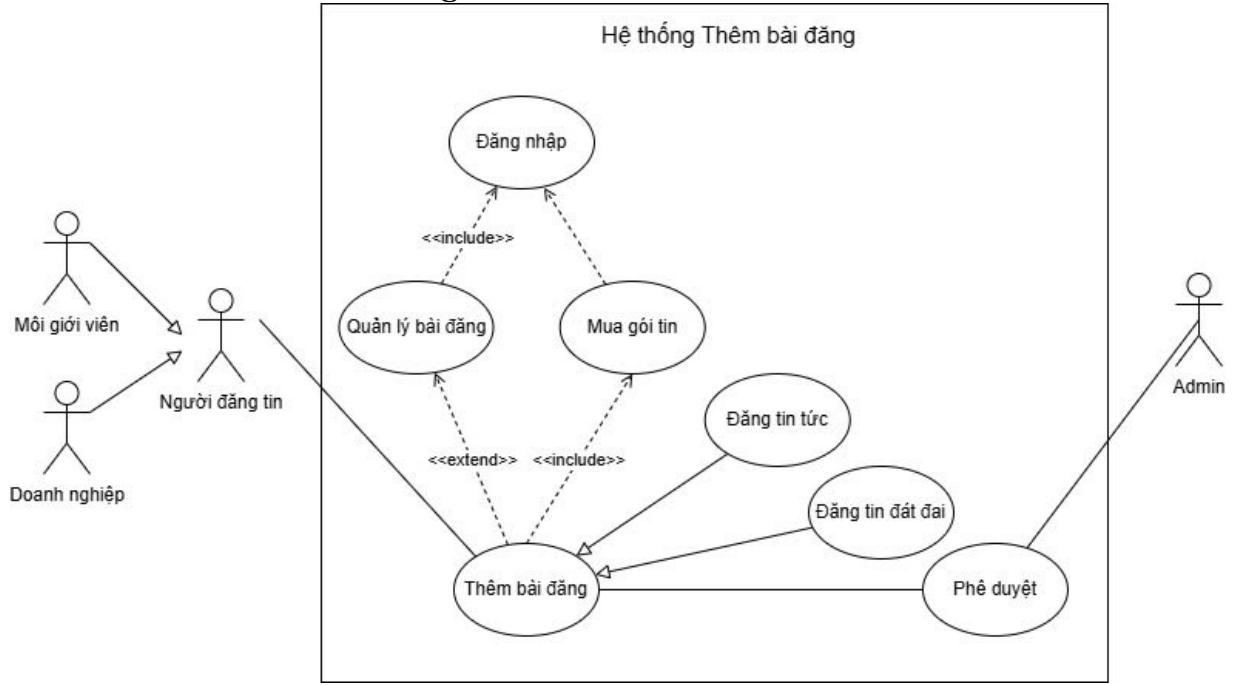 Hệ thống Thêm bài đăng
Đăng nhập
<<include>>
Môi giới viên
Quản lý bài đăng
Mua gói tin
Người đăng tin
Admin
Đăng tin tức
<<extend>>
<<include>>
Doanh nghiệp
Đăng tin đát đai
Thêm bài đăng
Phê duyệt